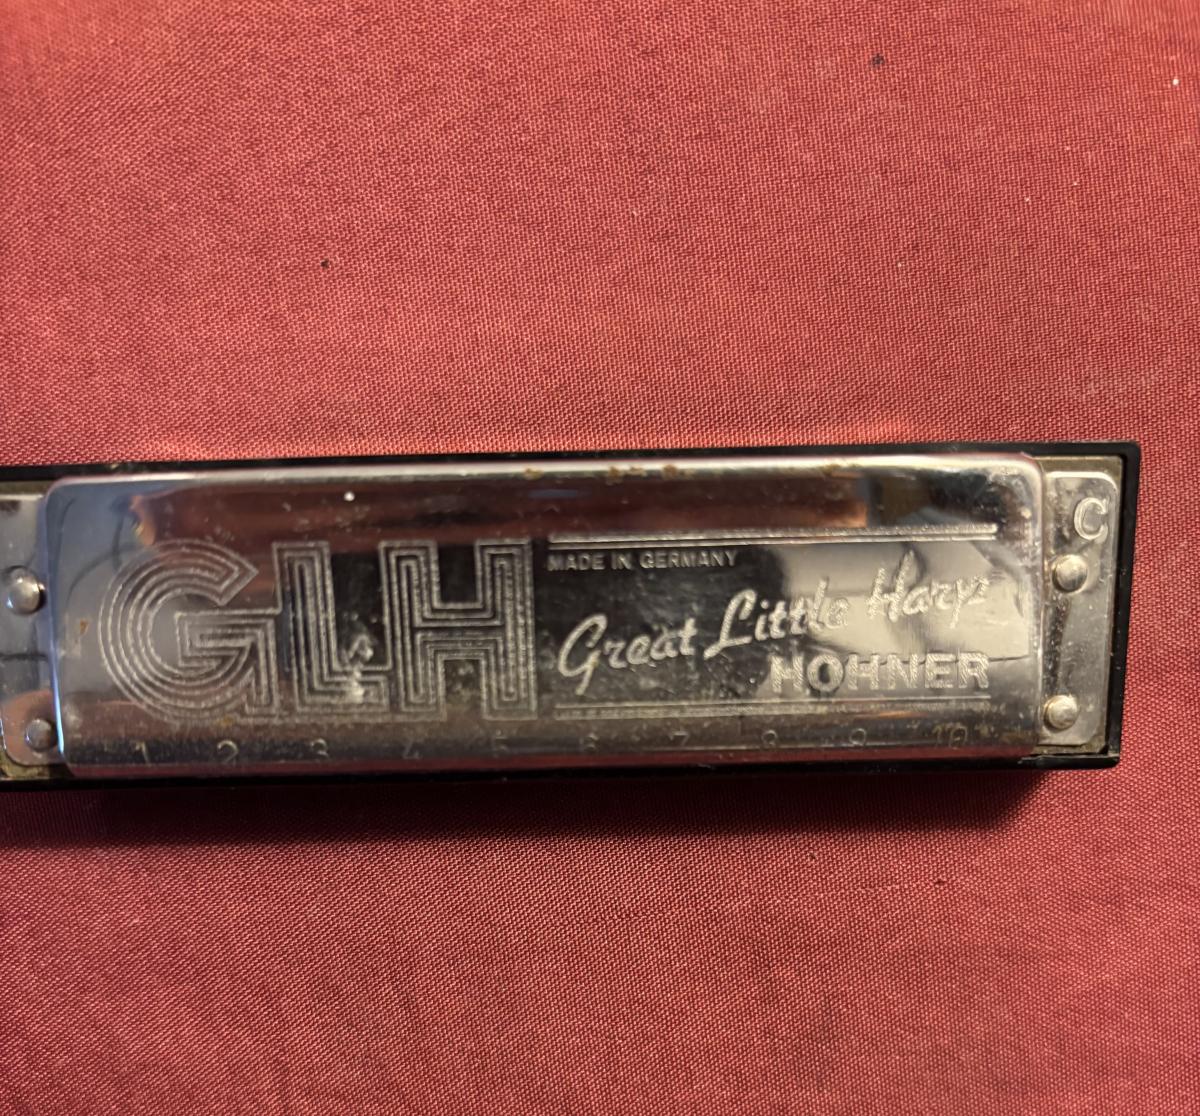 C
GLH
MADE IN GERMANY
Great Little Harp
HOHNER
1 2 3 4 5 6 7 8 9 10